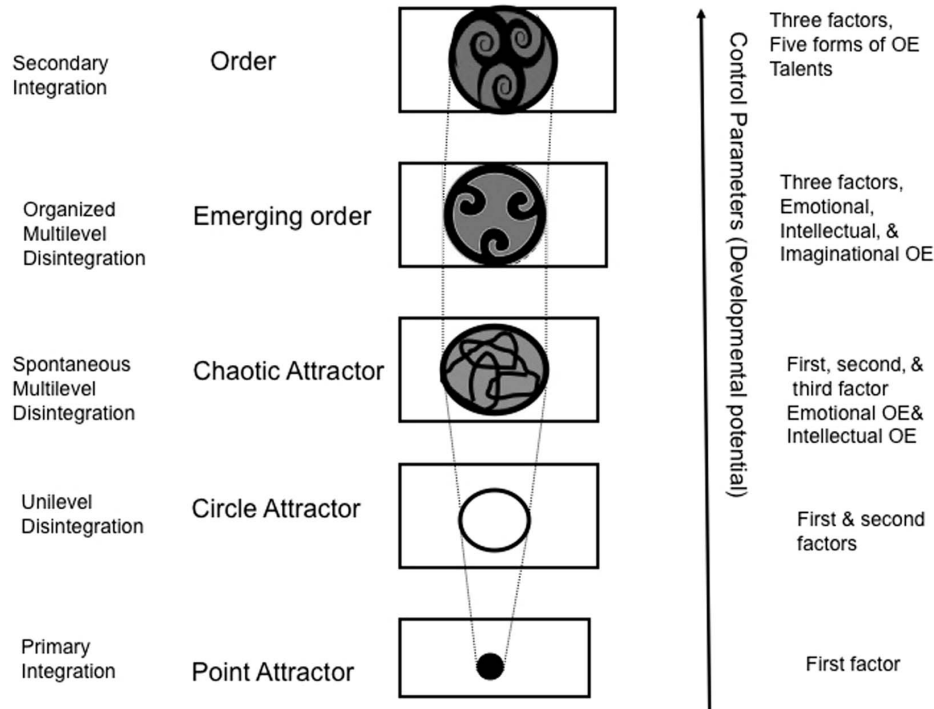 Secondary
Integration
Order
Three factors,
Five forms of OE
Talents
Organized
Multilevel
Disintegration
Emerging order
Three factors,
Emotional,
Intellectual, &
Imaginational OE
Spontaneous
Multilevel
Disintegration
Chaotic Attractor
First, second, &
third factor
Emotional OE&
Intellectual OE
Unilevel
Disintegration
Circle Attractor
First & second
factors
Primary
Integration
Point Attractor
First factor
Control Parameters (Developmental potential)